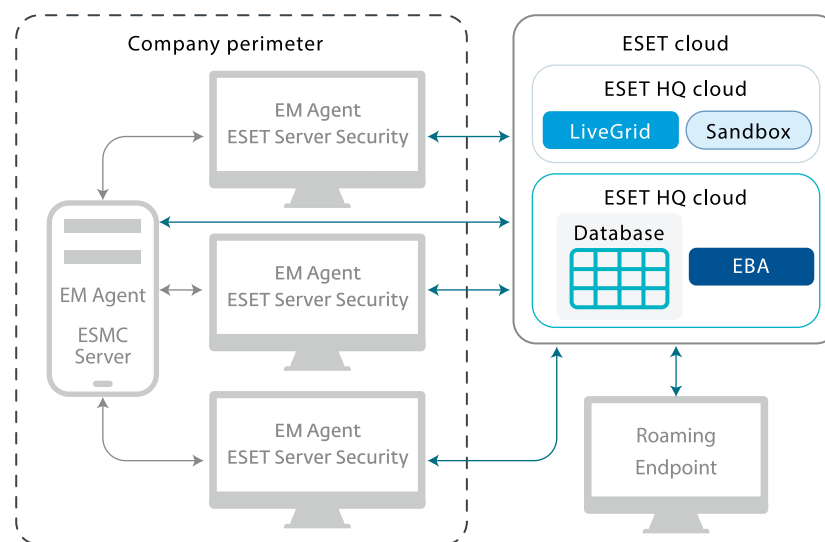 Company perimeter
EM Agent
ESET Server Security
EM Agent
ESET Server Security
EM Agent
ESET Server Security
EM Agent
ESMC
Server
ESET cloud
ESET HQ cloud
LiveGrid
Sandbox
ESET HQ cloud
Database
EBA
Roaming
Endpoint